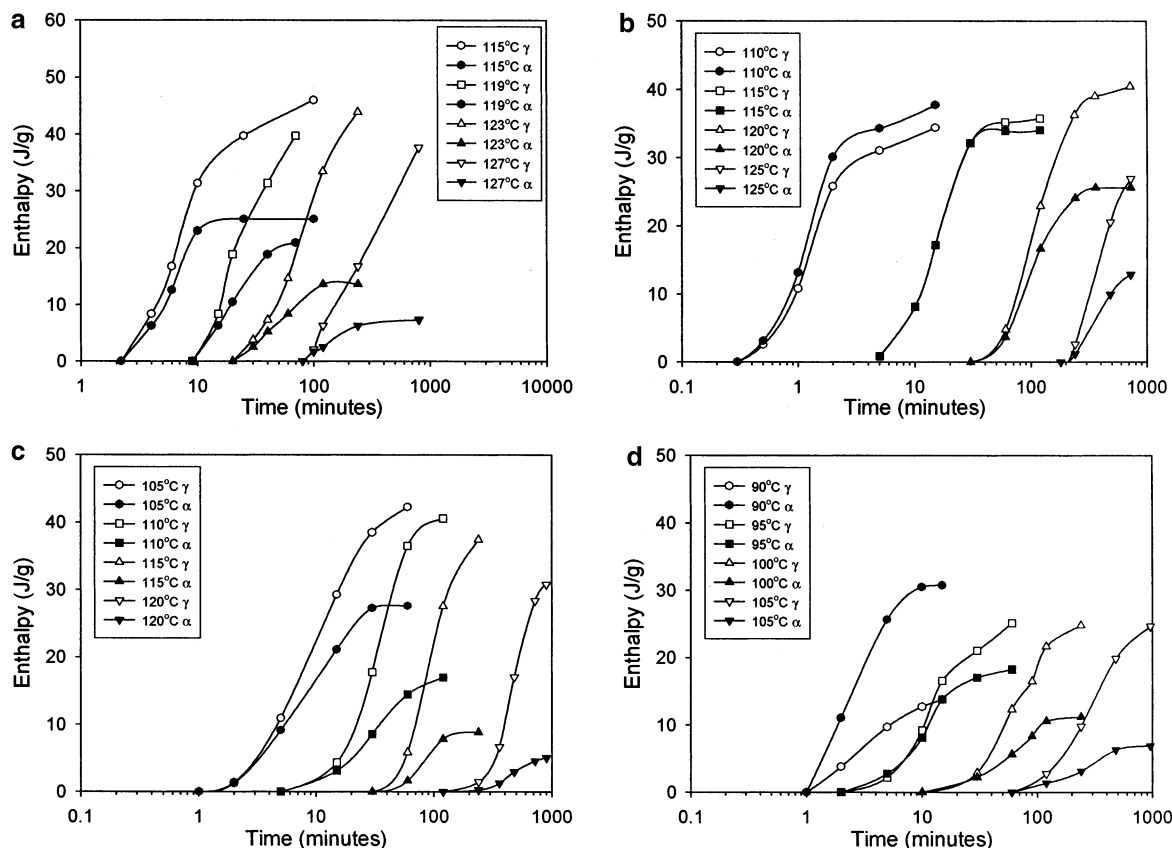 a
60
50
40
30
20
10
0
Enthalpy (J/g)
1
10
100
1000
10000
Time (minutes)
115°C γ
115°C α
119°C γ
119°C α
123°C γ
123°C α
127°C γ
127°C α
b
50
40
30
20
10
0
Enthalpy (J/g)
0.1
1
10
100
1000
Time (minutes)
110°C γ
110°C α
115°C γ
115°C α
120°C γ
120°C α
125°C γ
125°C α
c
50
40
30
20
10
0
Enthalpy (J/g)
0.1
1
10
100
1000
Time (minutes)
105°C γ
105°C α
110°C γ
110°C α
115°C γ
115°C α
120°C γ
120°C α
d
50
40
30
20
10
0
Enthalpy (J/g)
0.1
1
10
100
1000
Time (minutes)
90°C γ
90°C α
95°C γ
95°C α
100°C γ
100°C α
105°C γ
105°C α